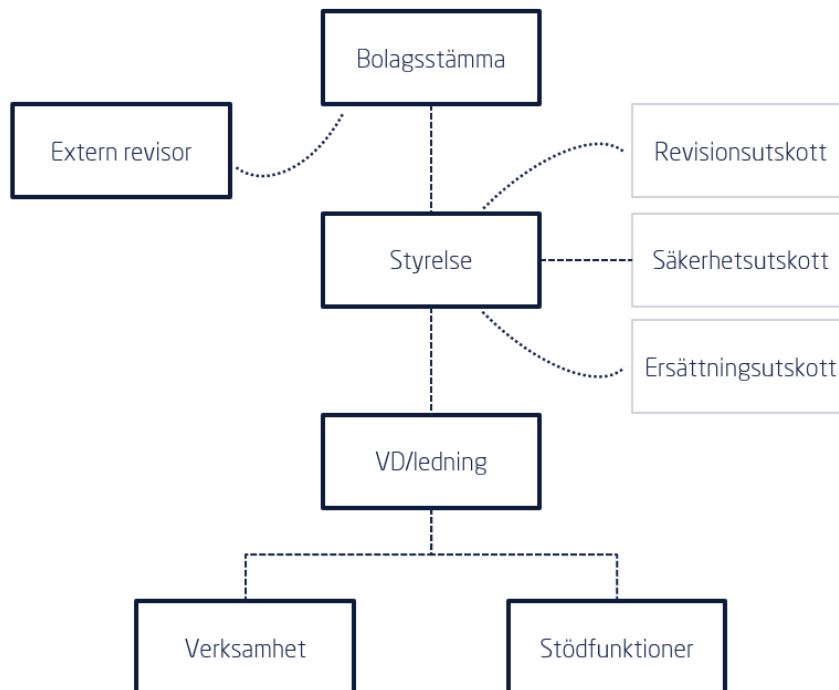 Bolagsstämma
Extern revisor
Revisionsutskott
Styrelse
Säkerhetsutskott
Ersättningsutskott
VD/ledning
Verksamhet
Stödfunktioner